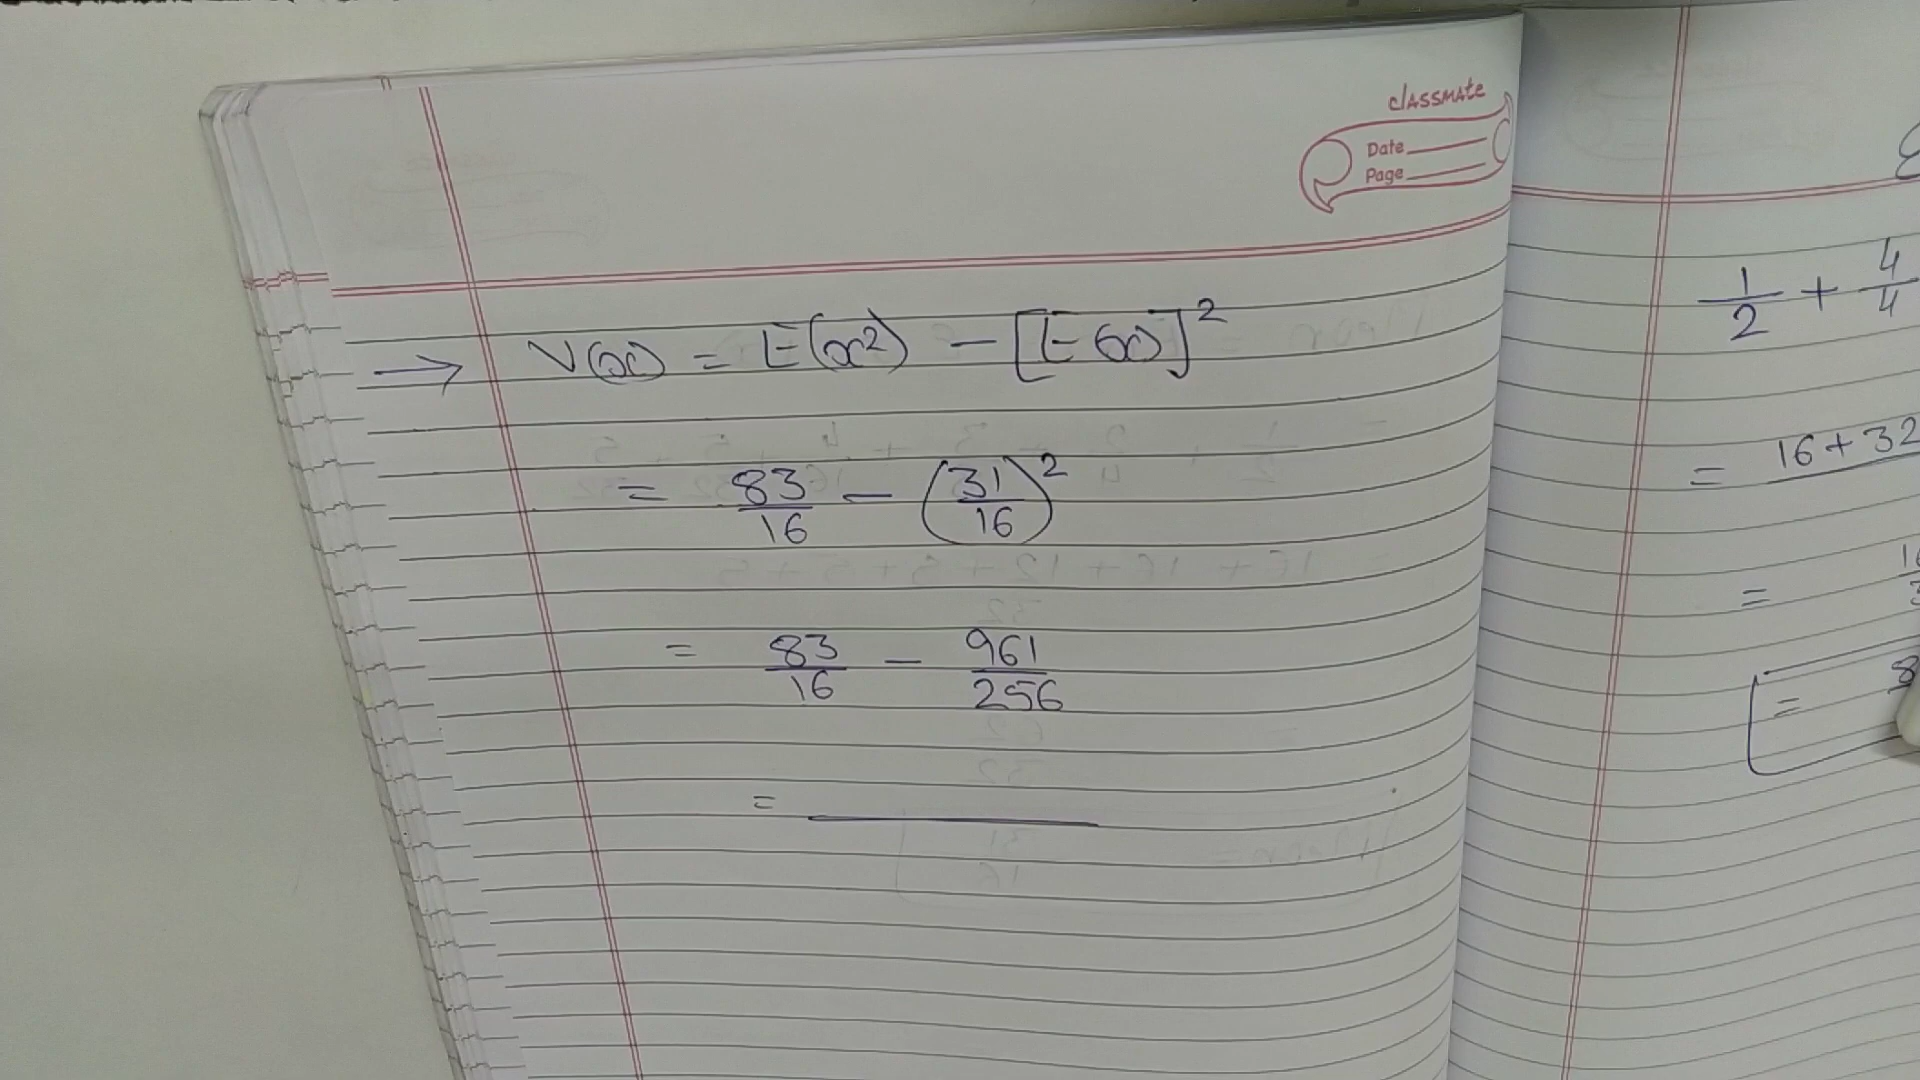 classmate
Date
Page
→ V(x) = E(x²) - [E(x)]²
= 83/16 - (31/16)²
= 83/16 - 961/256
=
1/2 + 4/4
= 16 + 32
=
=